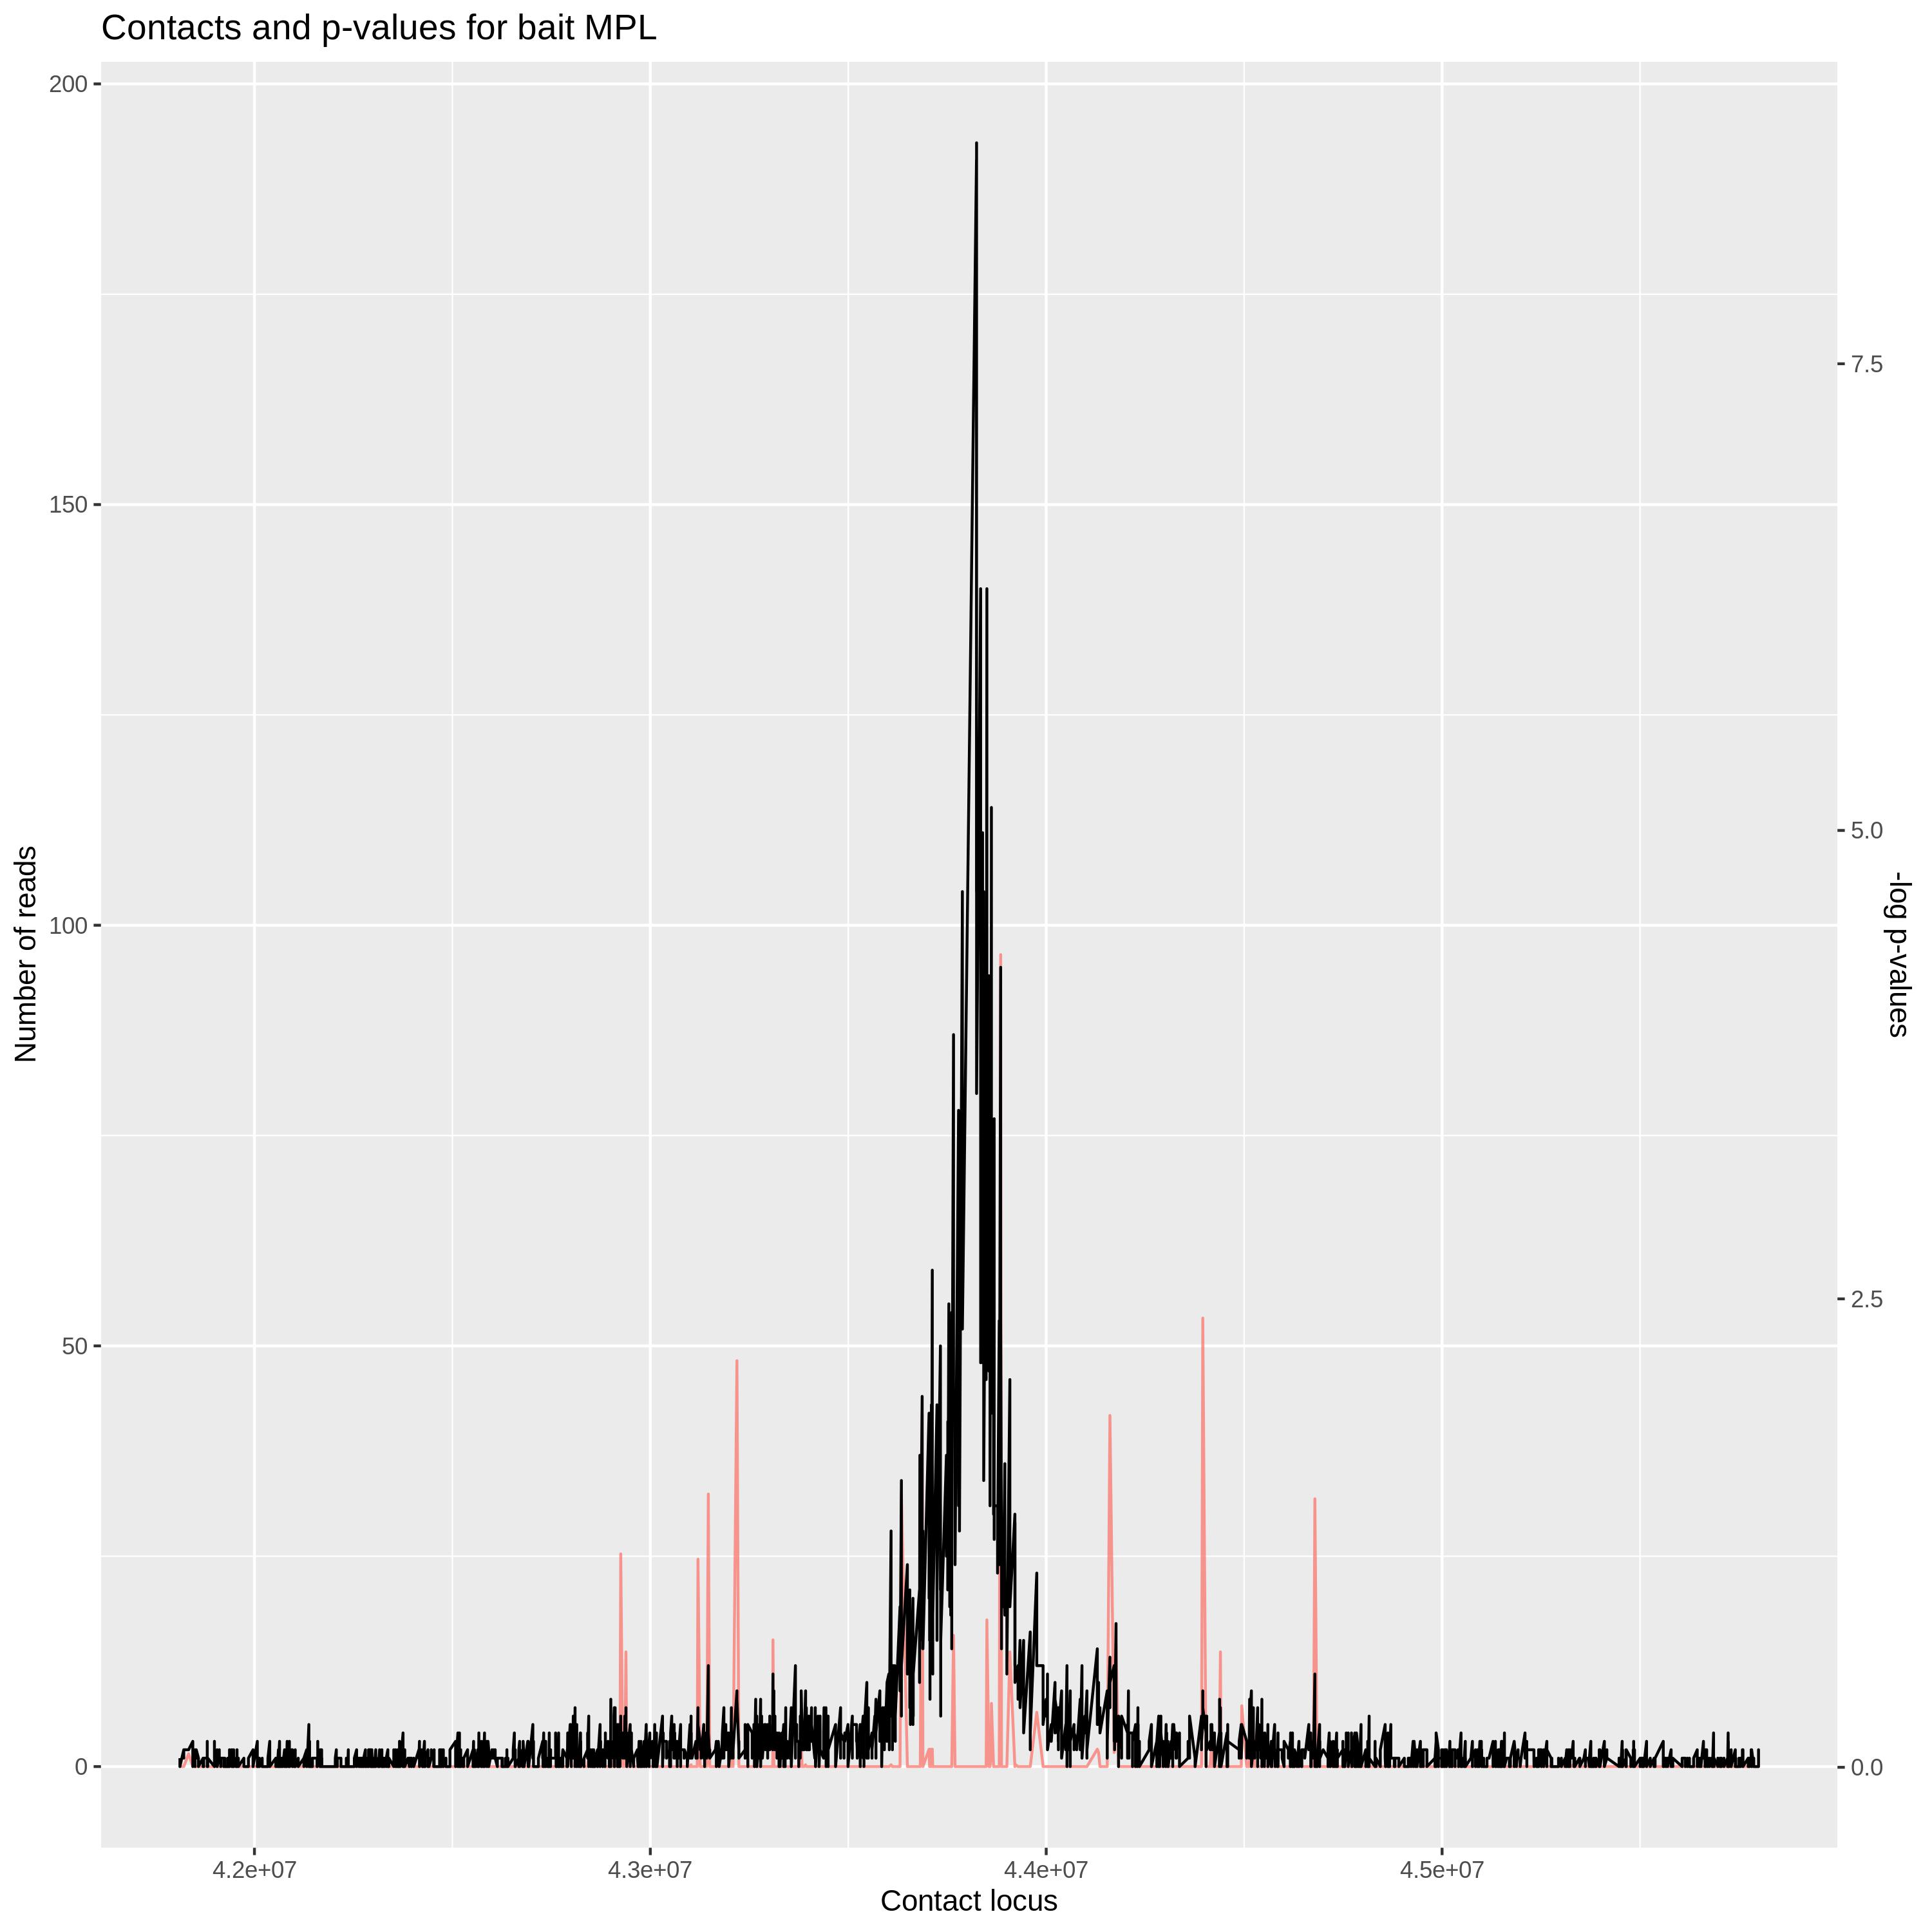 Contacts and p-values for bait MPL
200
150
100
50
0
Number of reads
7.5
5.0
2.5
0.0
-log p-values
4.2e+07
4.3e+07
4.4e+07
4.5e+07
Contact locus